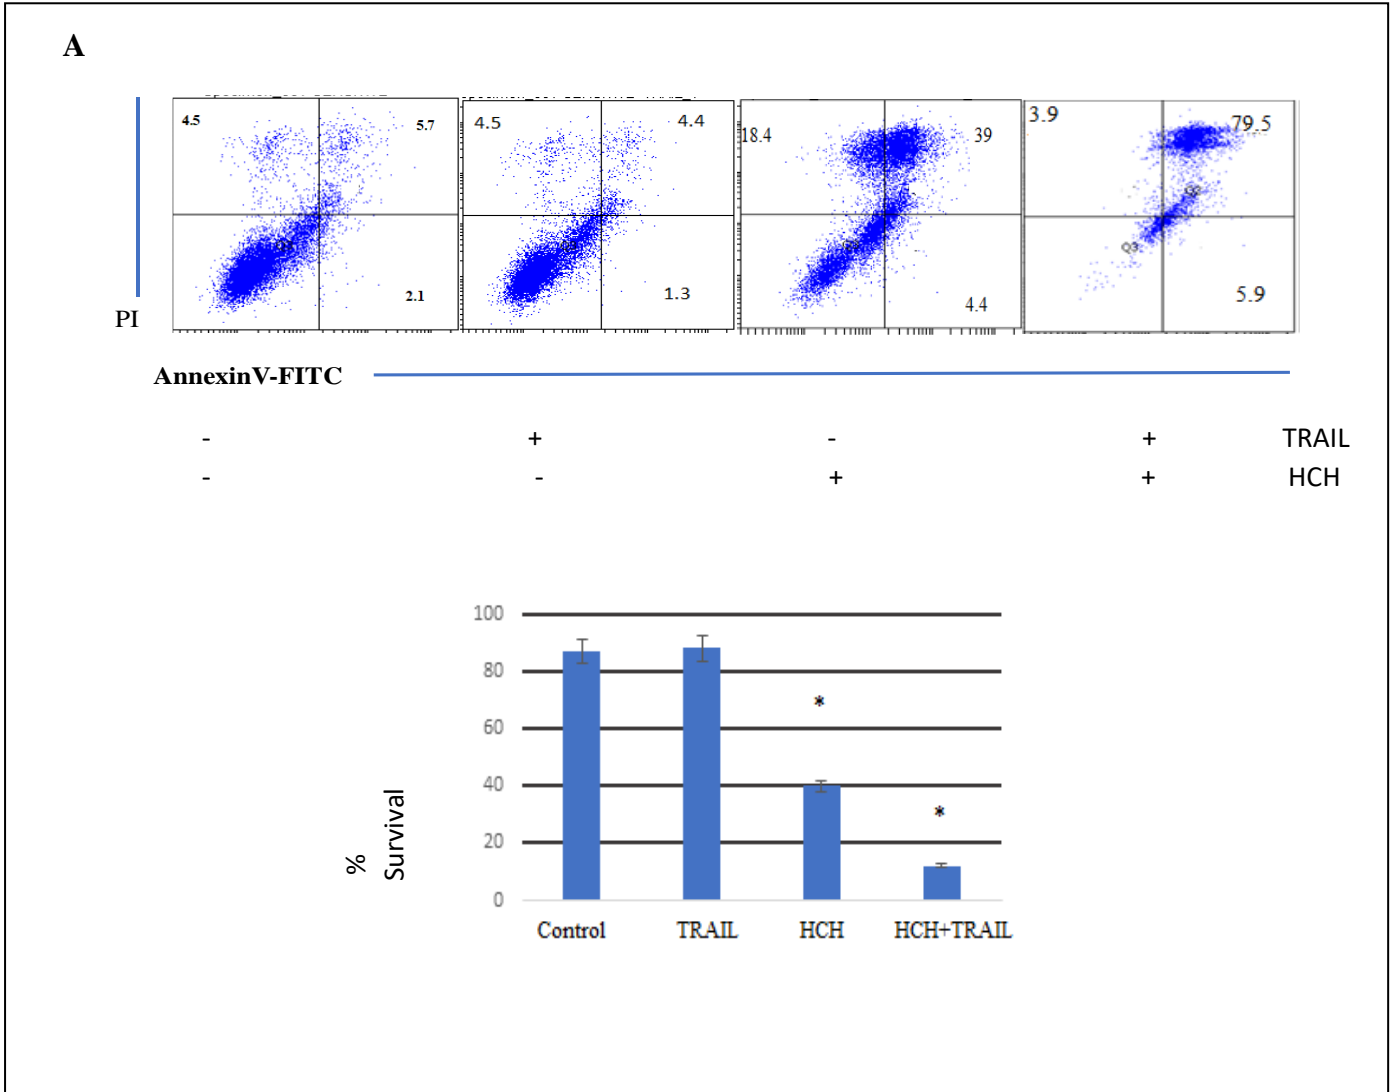 A
4.5 5.7 4.5 4.4 18.4 39 3.9 79.5
2.1 1.3 4.4 5.9
Q3
PI
AnnexinV-FITC
- + - + TRAIL
- - + + HCH
100
80
60
40
20
0
*
*
%
Survival
Control TRAIL HCH HCH+TRAIL